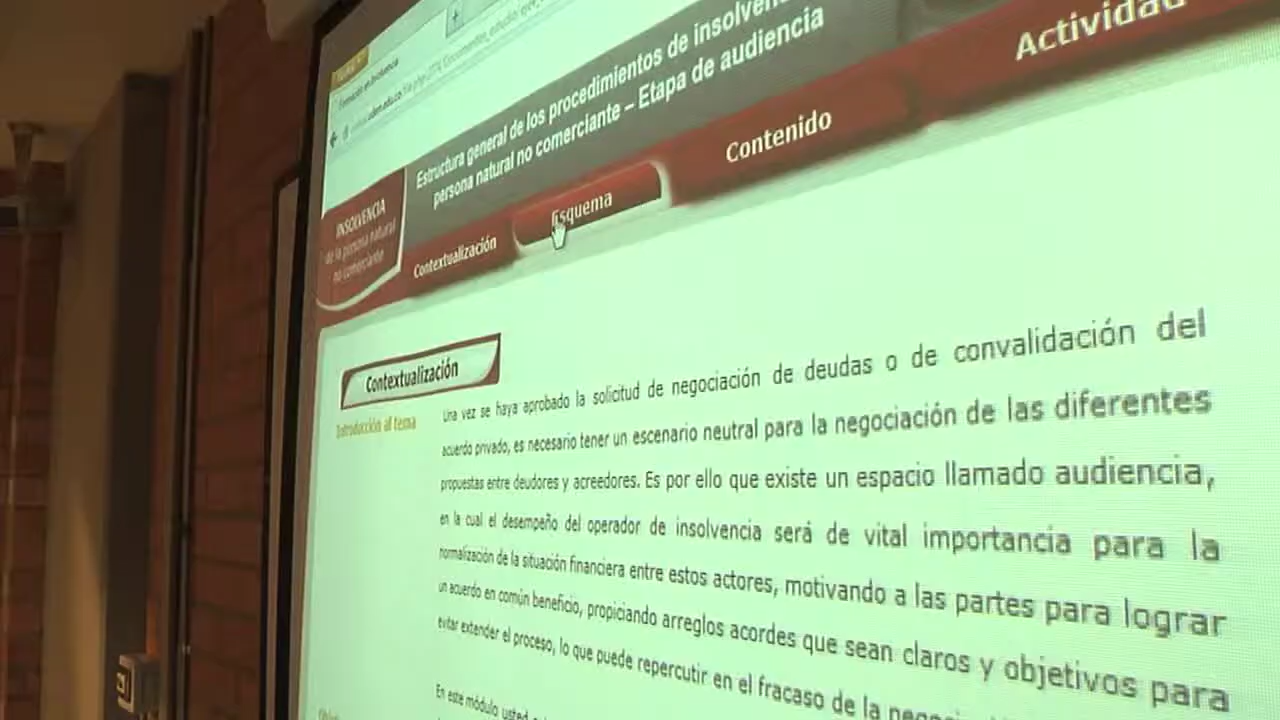 Formación en Insolvencia
Estructura general de los procedimientos de insolvencia
persona natural no comerciante – Etapa de audiencia
INSOLVENCIA
de la persona natural
no comerciante
Contextualización
Esquema
Contenido
Actividad
Contextualización
Introducción al tema
Una vez se haya aprobado la solicitud de negociación de deudas o de convalidación del
acuerdo privado, es necesario tener un escenario neutral para la negociación de las diferentes
propuestas entre deudores y acreedores. Es por ello que existe un espacio llamado audiencia,
en la cual el desempeño del operador de insolvencia será de vital importancia para la
normalización de la situación financiera entre estos actores, motivando a las partes para lograr
un acuerdo en común beneficio, propiciando arreglos acordes que sean claros y objetivos para
evitar extender el proceso, lo que puede repercutir en el fracaso de la
En este módulo usted